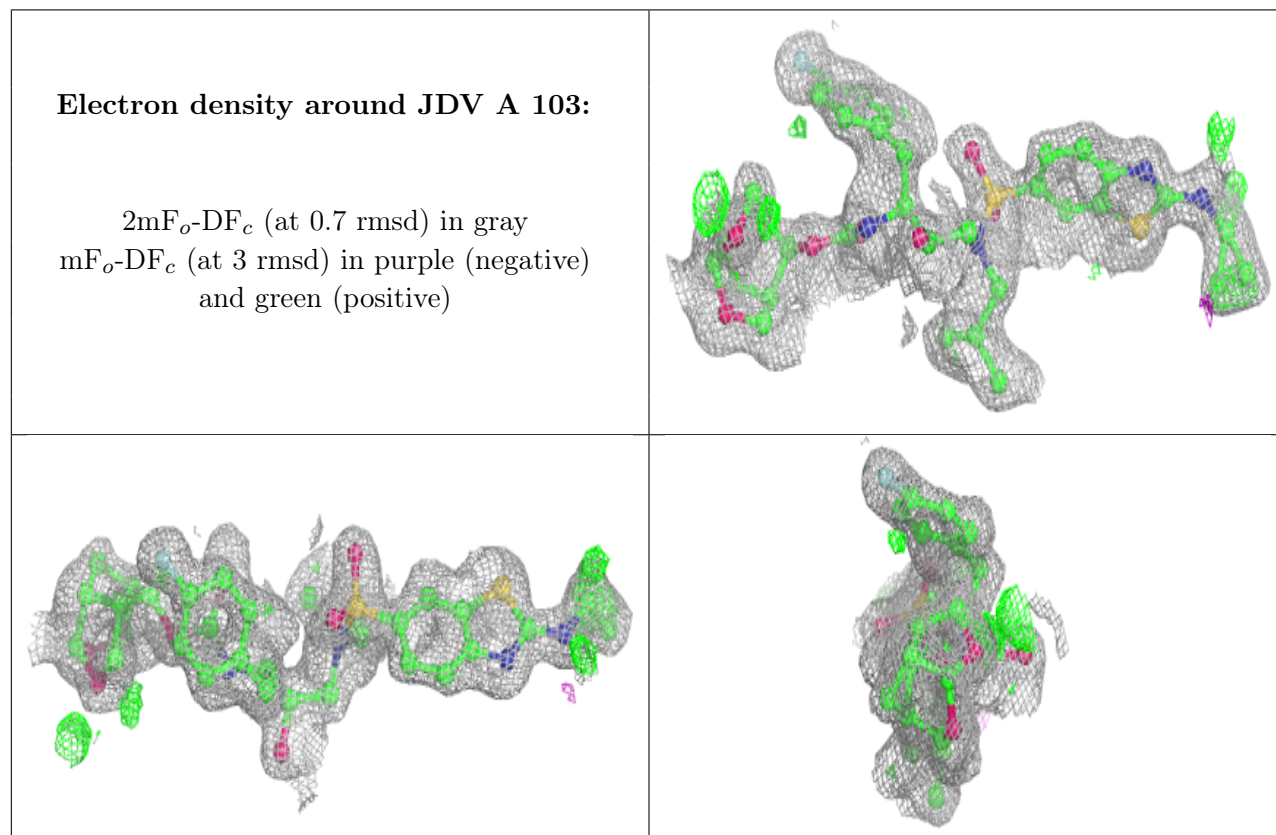 Electron density around JDV A 103:
2mFo-DFc (at 0.7 rmsd) in gray
mFo-DFc (at 3 rmsd) in purple (negative)
and green (positive)